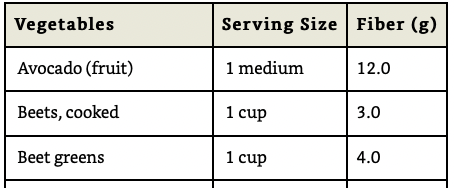 Vegetables Serving Size Fiber (g)
Avocado (fruit) 1 medium 12.0
Beets, cooked 1 cup 3.0
Beet greens 1 cup 4.0